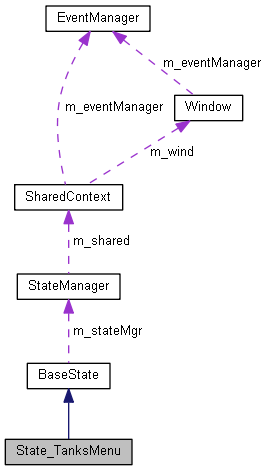 EventManager
m_eventManager
m_eventManager
Window
m_wind
SharedContext
m_shared
StateManager
m_stateMgr
BaseState
State_TanksMenu